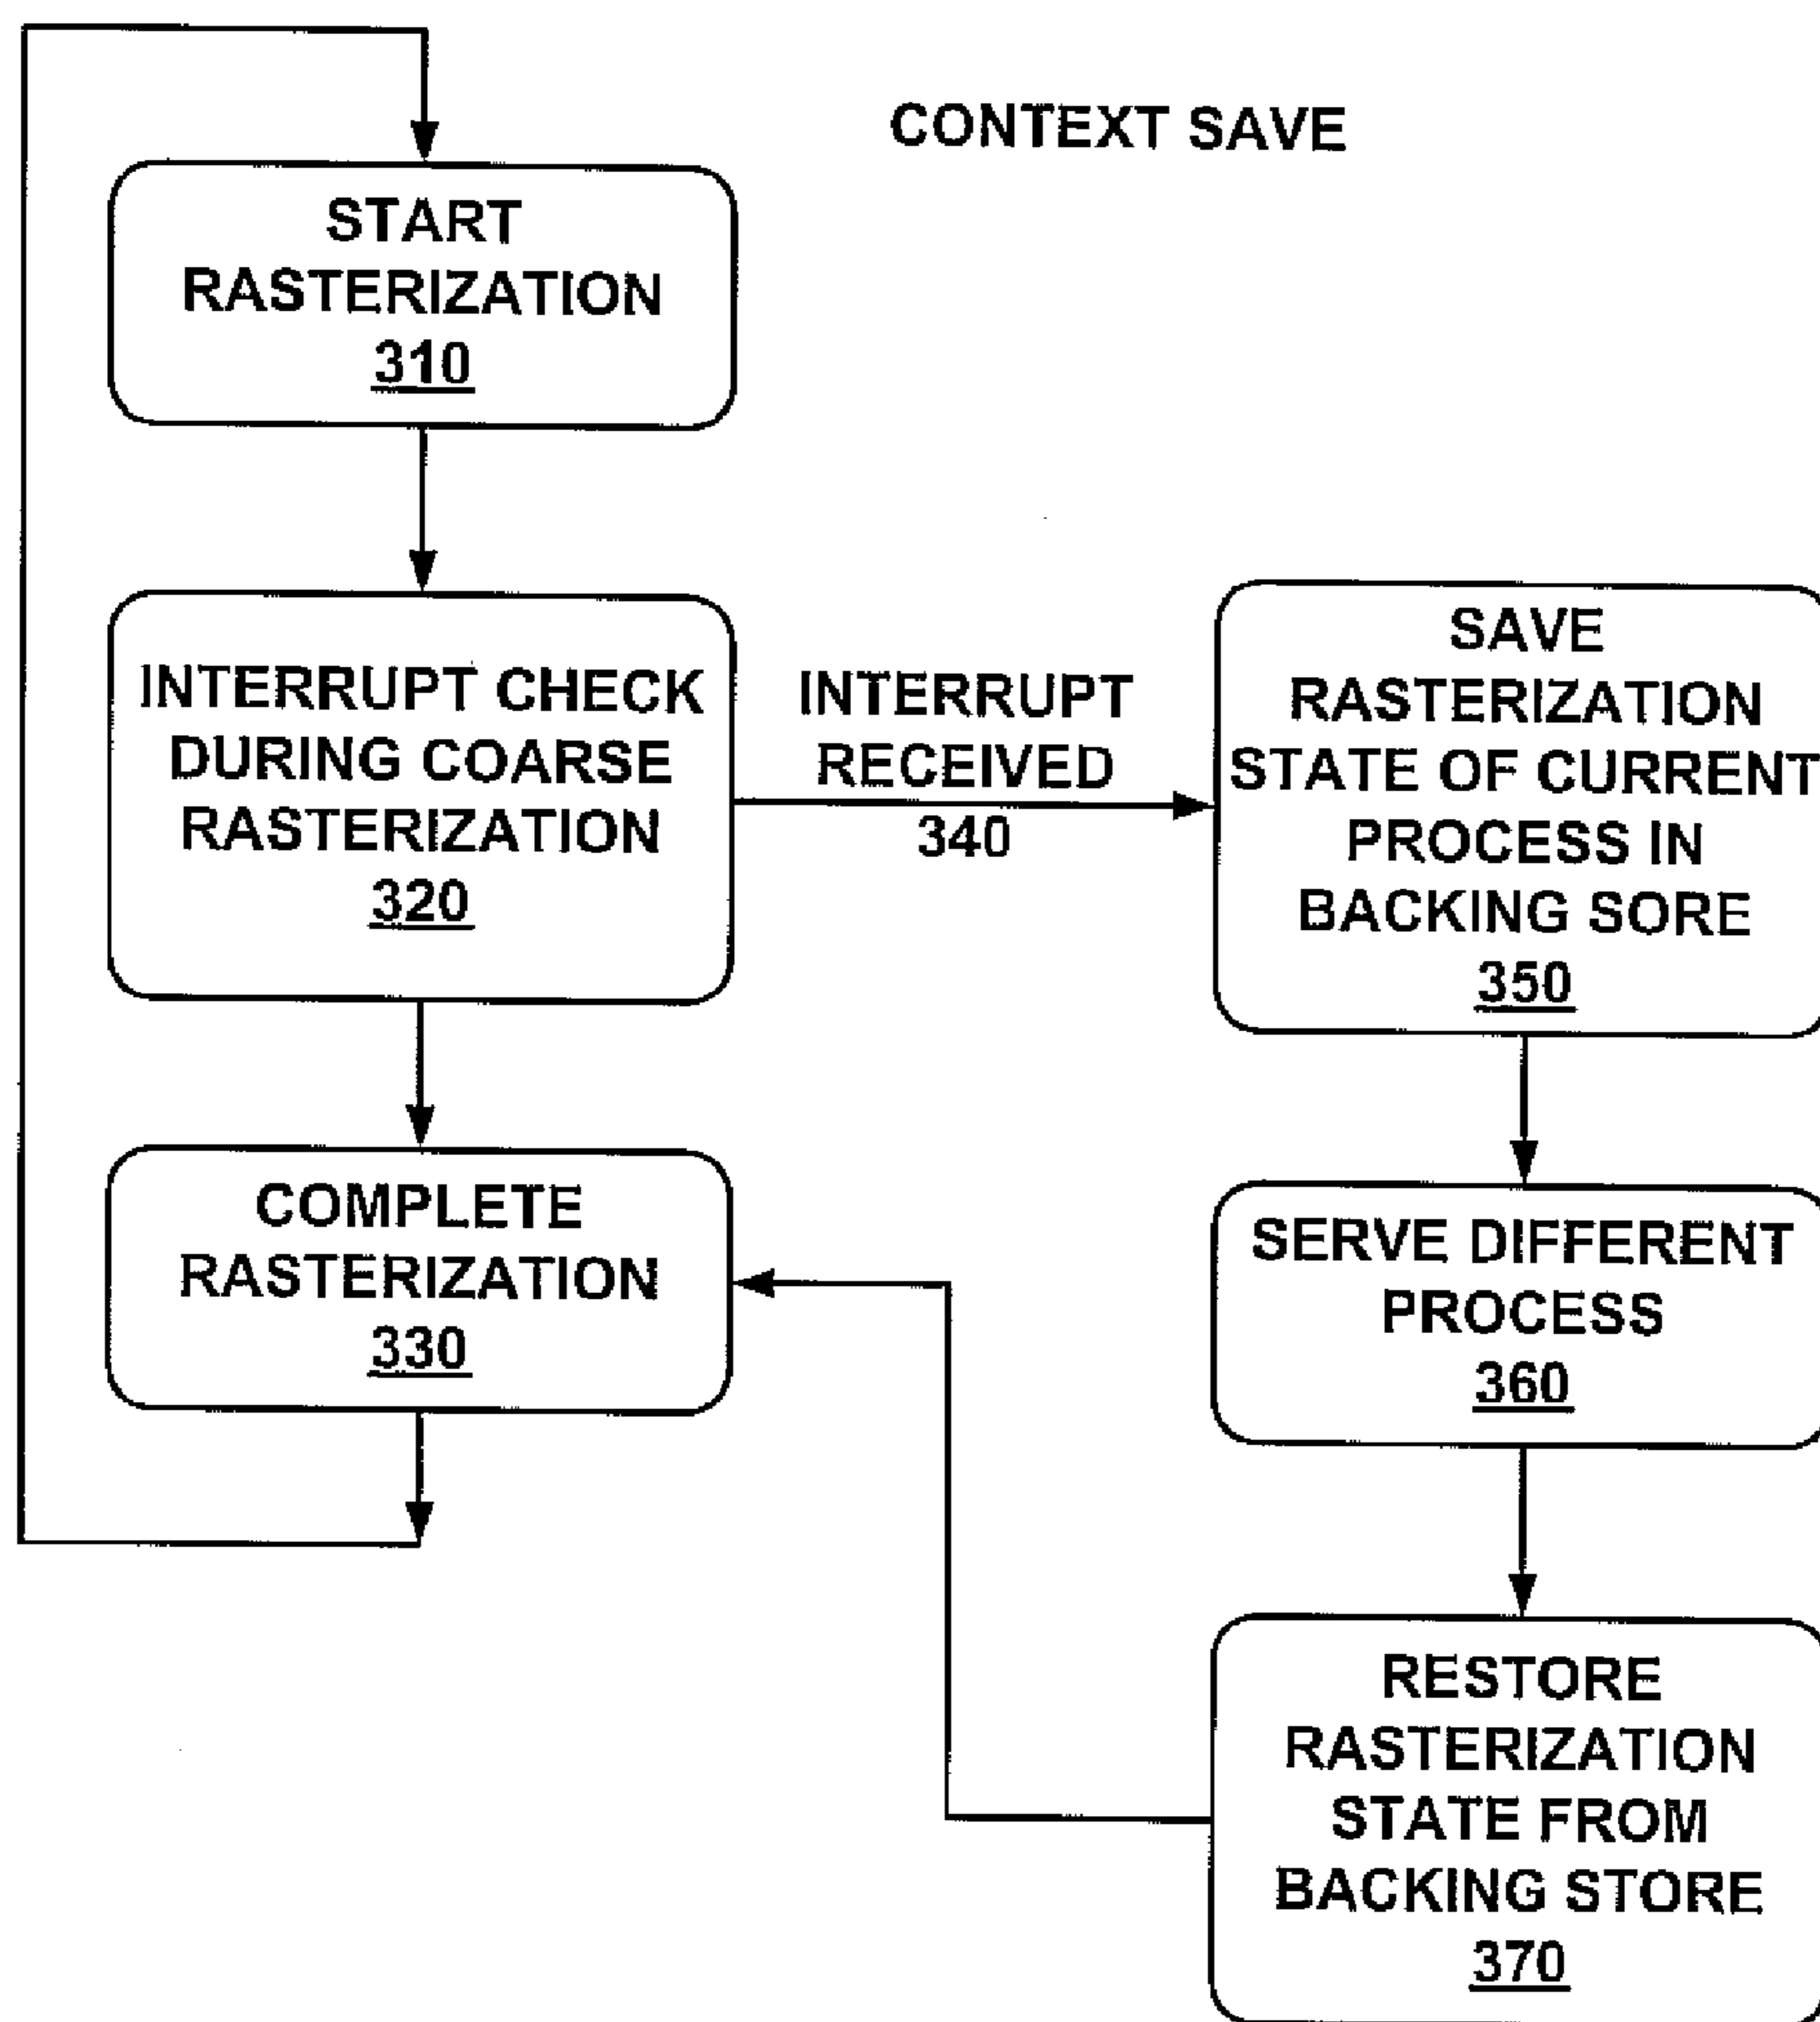 CONTEXT SAVE
START
RASTERIZATION
310
INTERRUPT CHECK
DURING COARSE
RASTERIZATION
320
INTERRUPT
RECEIVED
340
SAVE
RASTERIZATION
STATE OF CURRENT
PROCESS IN
BACKING SORE
350
COMPLETE
RASTERIZATION
330
SERVE DIFFERENT
PROCESS
360
RESTORE
RASTERIZATION
STATE FROM
BACKING STORE
370